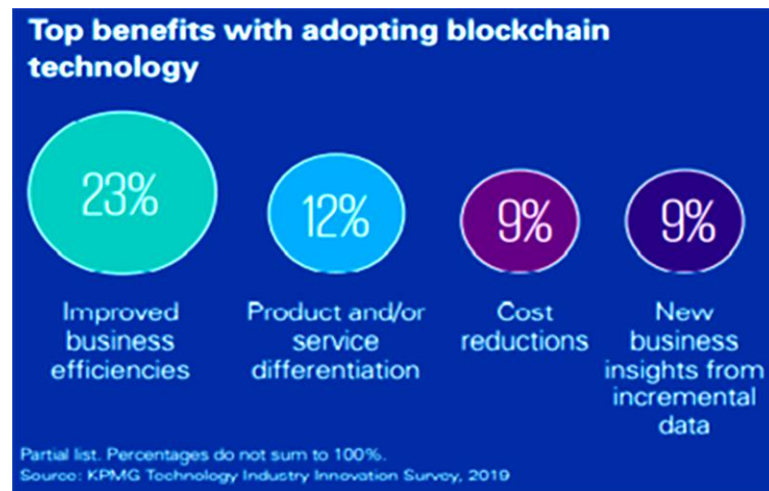 Top benefits with adopting blockchain
technology
23%
12%
9%
9%
Improved
business
efficiencies
Product and/or
service
differentiation
Cost
reductions
New
business
insights from
incremental
data
Partial list. Percentages do not sum to 100%.
Source: KPMG Technology Industry Innovation Survey, 2019